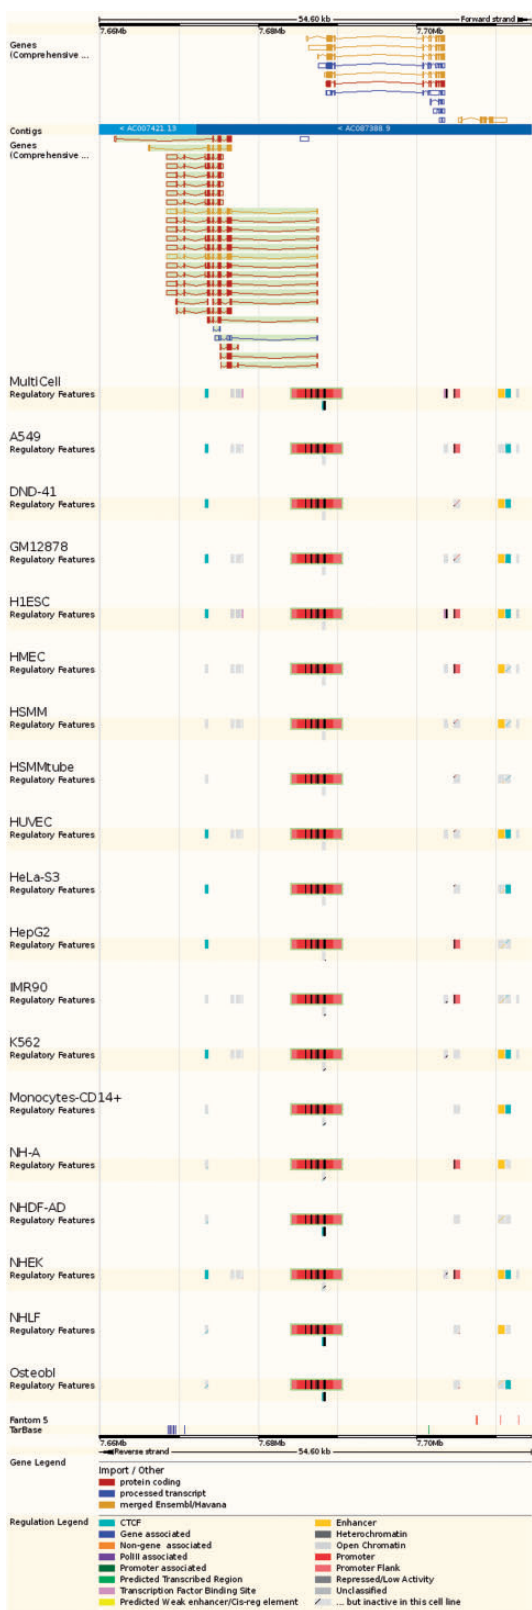 54.60 kb
Forward strand
7.66Mb
7.68Mb
7.70Mb
Genes
(Comprehensive ...
Contigs
< AC007421.13
< AC087388.9
Genes
(Comprehensive ...
MultiCell
Regulatory Features
A549
Regulatory Features
DND-41
Regulatory Features
GM12878
Regulatory Features
H1ESC
Regulatory Features
HMEC
Regulatory Features
HSMM
Regulatory Features
HSMMtube
Regulatory Features
HUVEC
Regulatory Features
HeLa-S3
Regulatory Features
HepG2
Regulatory Features
IMR90
Regulatory Features
K562
Regulatory Features
Monocytes-CD14+
Regulatory Features
NH-A
Regulatory Features
NHDF-AD
Regulatory Features
NHEK
Regulatory Features
NHLF
Regulatory Features
Osteobl
Regulatory Features
Fantom 5
TarBase
7.66Mb
7.68Mb
7.70Mb
Reverse strand
54.60 kb
Gene Legend
Import / Other
protein coding
processed transcript
merged Ensembl/Havana
Regulation Legend
CTCF
Gene associated
Non-gene associated
PolIII associated
Promoter associated
Predicted Transcribed Region
Transcription Factor Binding Site
Predicted Weak enhancer/Cis-reg element
Enhancer
Heterochromatin
Open Chromatin
Promoter
Promoter Flank
Repressed/Low Activity
Unclassified
... but inactive in this cell line